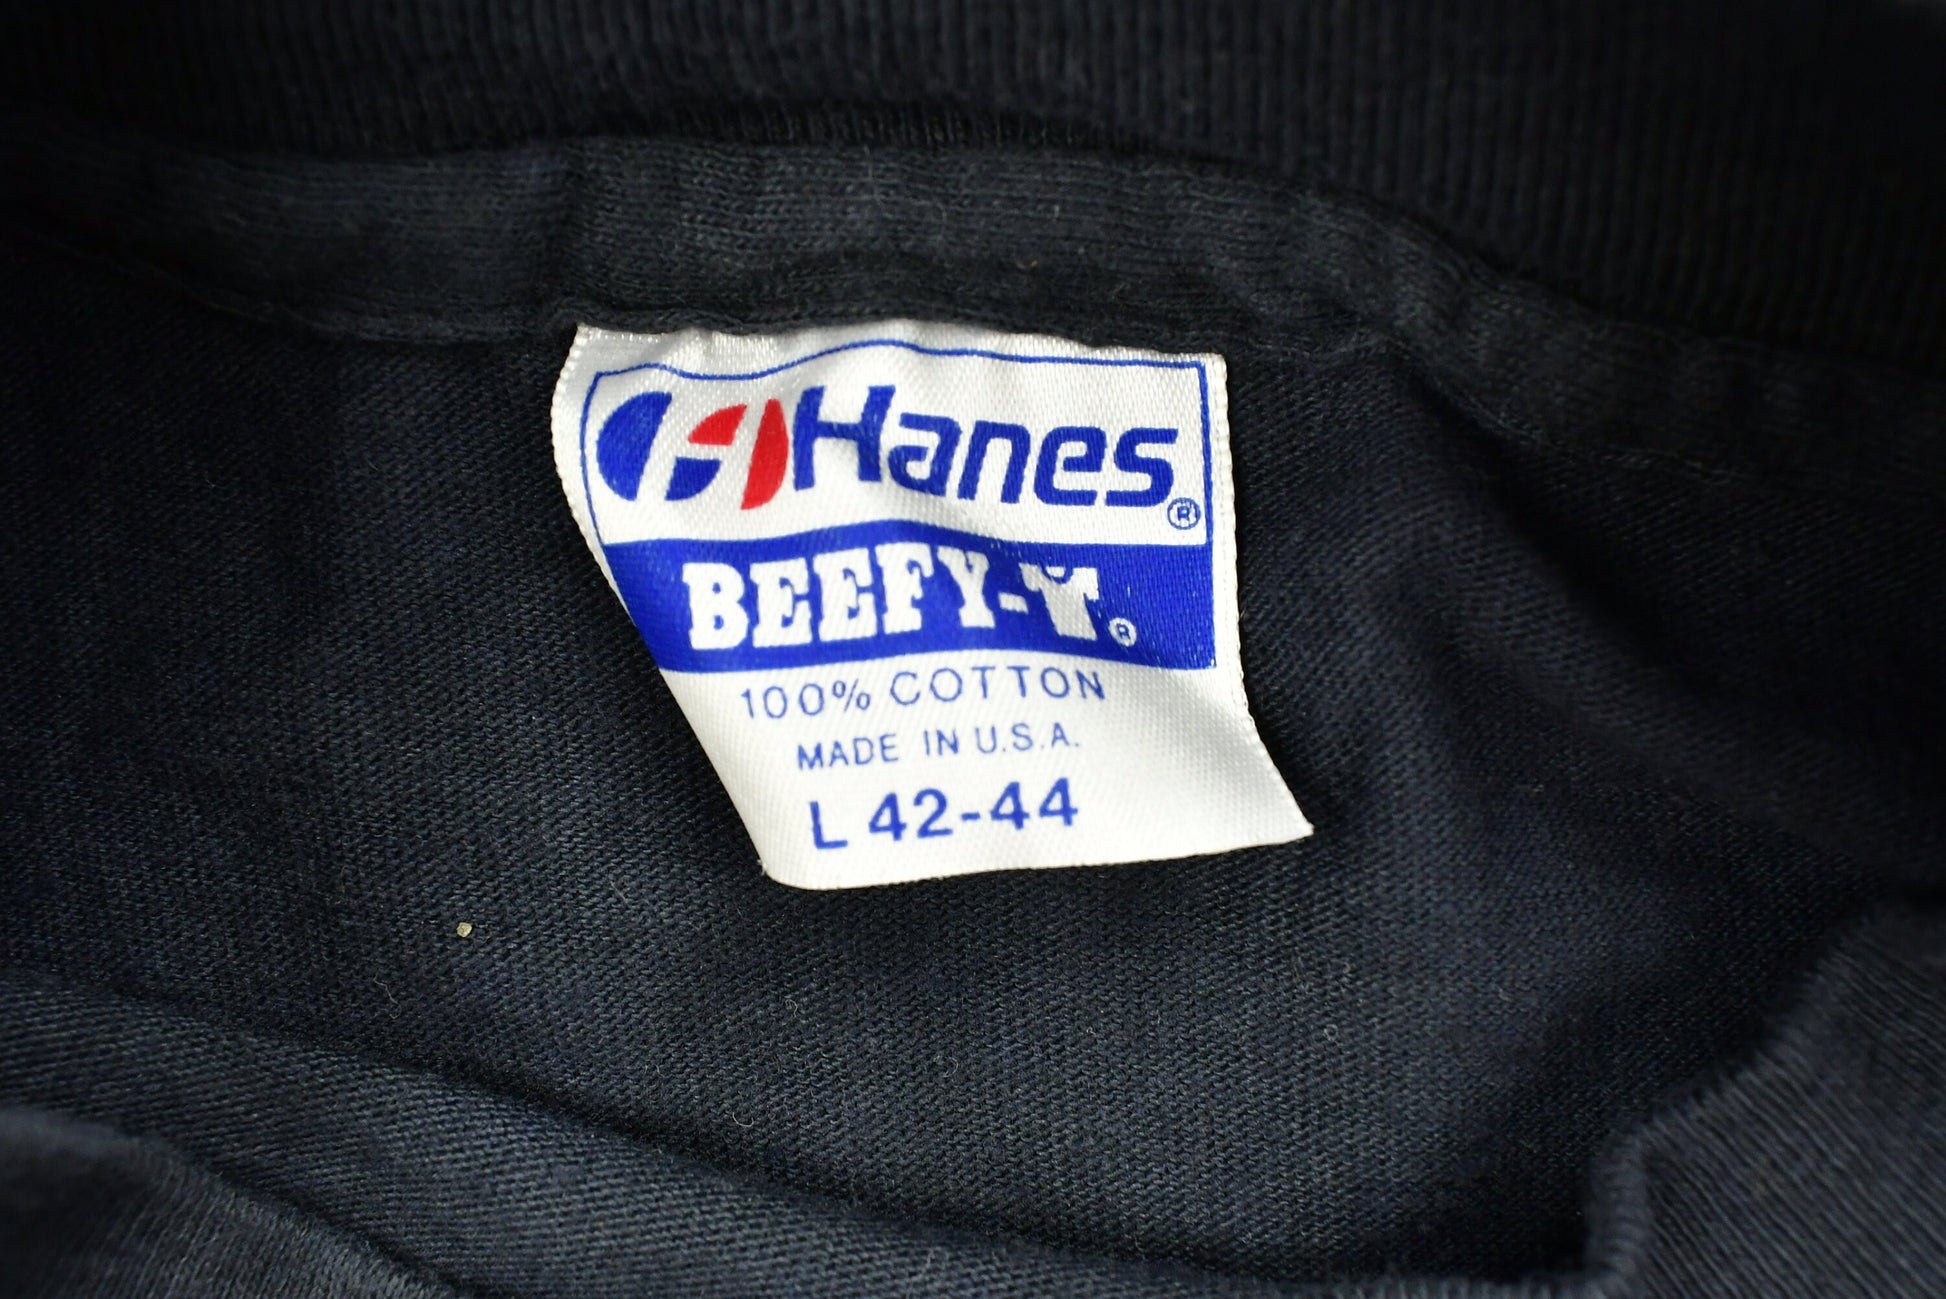 Hanes®
BEEFY-T®
100% COTTON
MADE IN U.S.A.
L 42-44